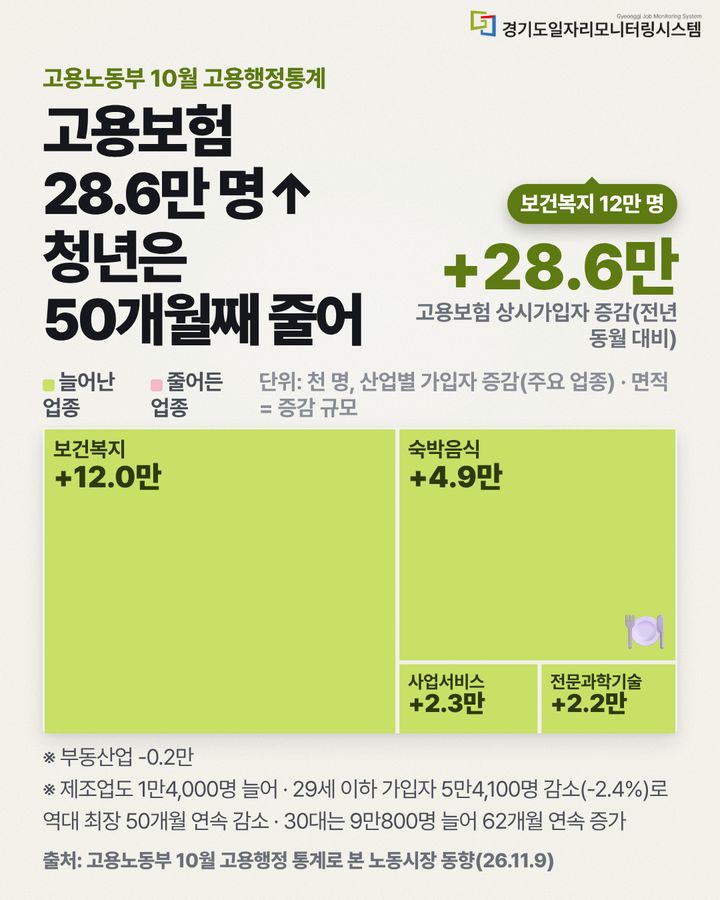 Gyeonggi Job Monitoring System
경기도일자리모니터링시스템
고용노동부 10월 고용행정통계
고용보험
28.6만 명↑
청년은
50개월째 줄어
보건복지 12만 명
+28.6만
고용보험 상시가입자 증감(전년
동월 대비)
늘어난
업종
줄어든
업종
단위: 천 명, 산업별 가입자 증감(주요 업종) · 면적
= 증감 규모
보건복지
+12.0만
숙박음식
+4.9만
사업서비스
+2.3만
전문과학기술
+2.2만
※ 부동산업 -0.2만
※ 제조업도 1만4,000명 늘어 · 29세 이하 가입자 5만4,100명 감소(-2.4%)로
역대 최장 50개월 연속 감소 · 30대는 9만800명 늘어 62개월 연속 증가
출처: 고용노동부 10월 고용행정 통계로 본 노동시장 동향(26.11.9)